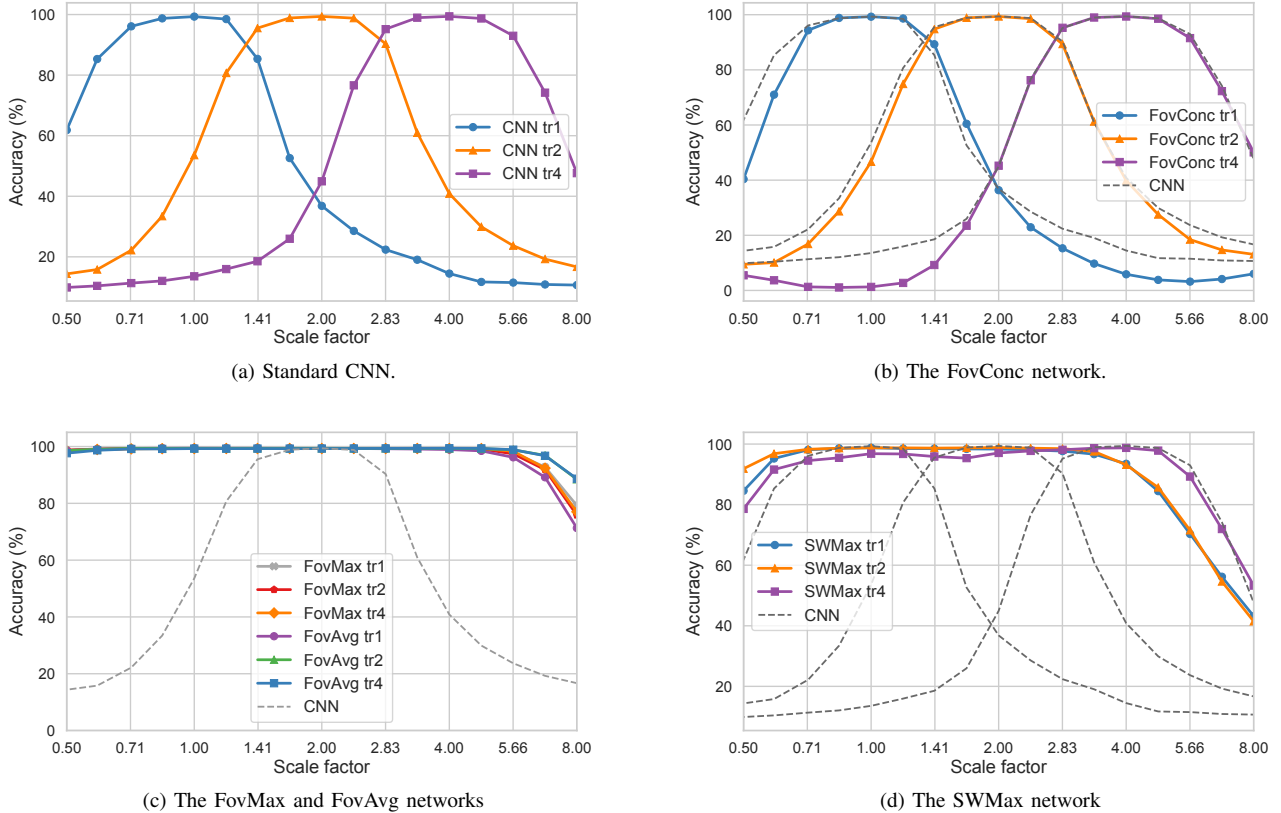 100
80
60
40
20
Accuracy (%)
CNN tr1
CNN tr2
CNN tr4
0.50 0.71 1.00 1.41 2.00 2.83 4.00 5.66 8.00
Scale factor
(a) Standard CNN.
100
80
60
40
20
0
Accuracy (%)
FovConc tr1
FovConc tr2
FovConc tr4
CNN
0.50 0.71 1.00 1.41 2.00 2.83 4.00 5.66 8.00
Scale factor
(b) The FovConc network.
100
80
60
40
20
0
Accuracy (%)
FovMax tr1
FovMax tr2
FovMax tr4
FovAvg tr1
FovAvg tr2
FovAvg tr4
CNN
0.50 0.71 1.00 1.41 2.00 2.83 4.00 5.66 8.00
Scale factor
(c) The FovMax and FovAvg networks
100
80
60
40
20
Accuracy (%)
SWMax tr1
SWMax tr2
SWMax tr4
CNN
0.50 0.71 1.00 1.41 2.00 2.83 4.00 5.66 8.00
Scale factor
(d) The SWMax network